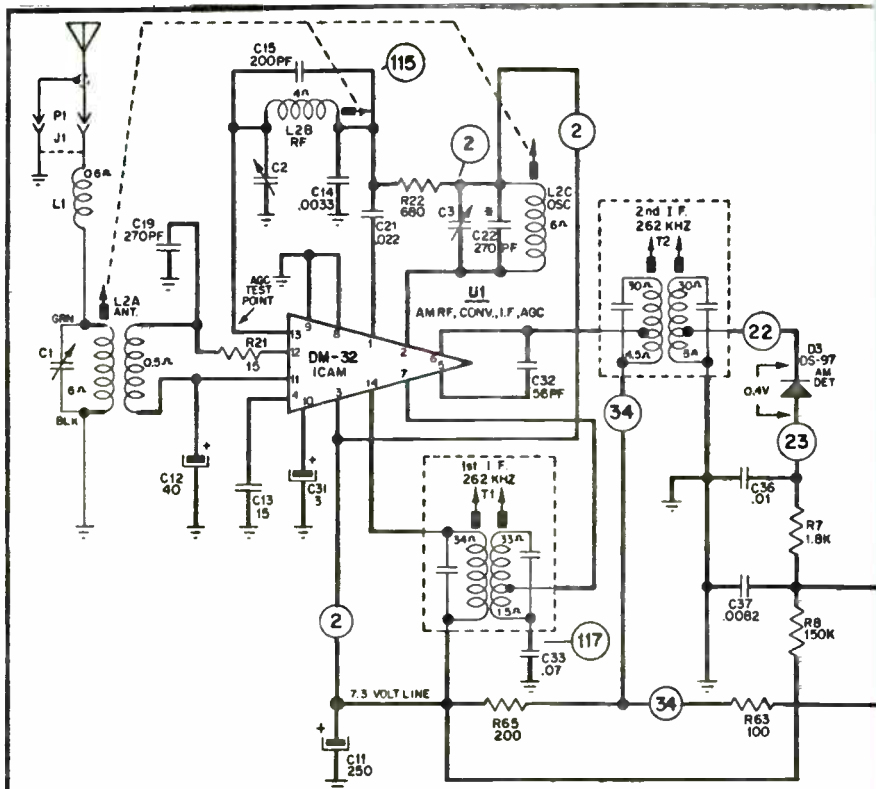 C15
200PF
115
4Ω
L2B
RF
P1
J1
0.6Ω
L1
C2
C14
.0033
2
2
R22
680
C3
*
C22
270PF
L2C
OSC
6Ω
C19
270PF
C21
.022
2nd I.F.
262 KHZ
T2
30Ω
30Ω
4.5Ω
8Ω
U1
AM RF, CONV., I.F., AGC
AGC
TEST
POINT
L2A
ANT.
GRN
C1
6Ω
0.5Ω
BLK
R21
15
13
12
11
4
10
3
14
9
8
1
2
7
6
5
DM-32
ICAM
C32
56PF
22
D3
DS-97
AM
DET
0.4V
23
34
C12
40
C13
15
C31
3
1st I.F.
262 KHZ
T1
34Ω
33Ω
1.5Ω
C36
.01
R7
1.8K
C37
.0082
R8
150K
2
117
C33
.07
7.3 VOLT LINE
R65
200
34
R63
100
C11
250